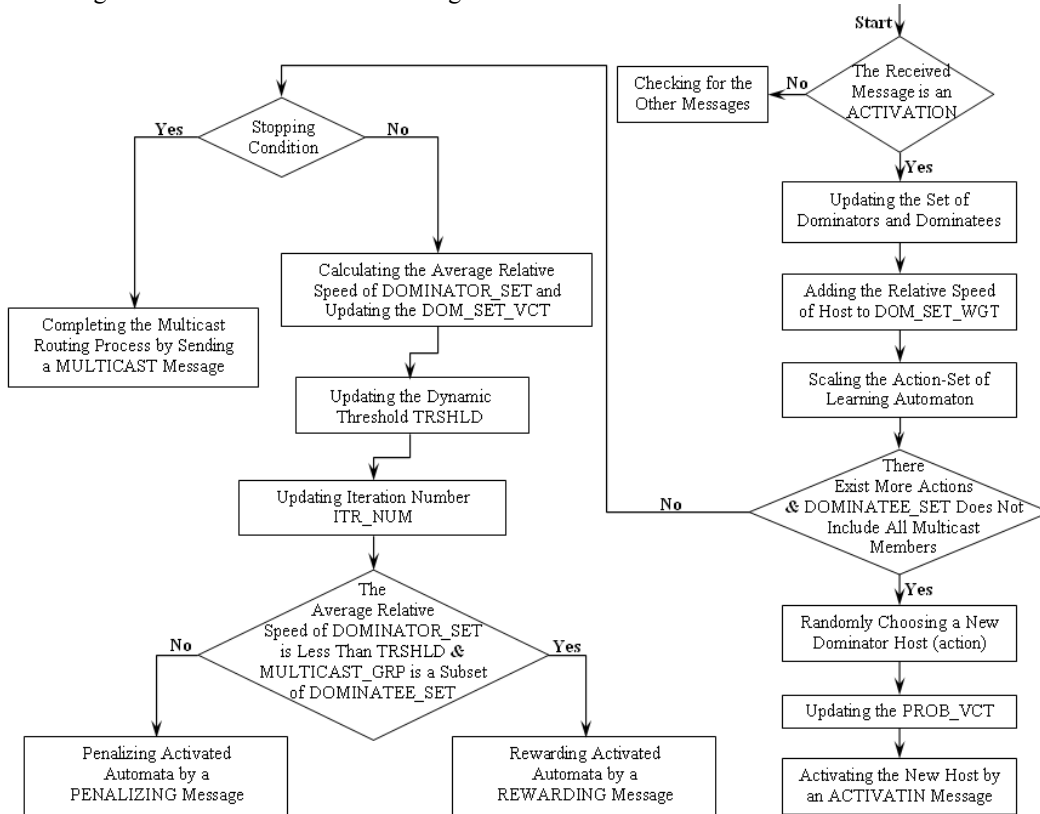 Start
The Received
Message is an
ACTIVATION
No
Checking for the
Other Messages
Yes
Updating the Set of
Dominators and Dominatees
Adding the Relative Speed
of Host to DOM_SET_WGT
Scaling the Action-Set of
Learning Automaton
There
Exist More Actions
& DOMINATEE_SET Does Not
Include All Multicast
Members
No
Yes
Randomly Choosing a New
Dominator Host (action)
Updating the PROB_VCT
Activating the New Host by
an ACTIVATIN Message
Stopping
Condition
Yes
No
Completing the Multicast
Routing Process by Sending
a MULTICAST Message
Calculating the Average Relative
Speed of DOMINATOR_SET and
Updating the DOM_SET_VCT
Updating the Dynamic
Threshold TRSHLD
Updating Iteration Number
ITR_NUM
The
Average Relative
Speed of DOMINATOR_SET
is Less Than TRSHLD &
MULTICAST_GRP is a Subset
of DOMINATEE_SET
No
Yes
Penalizing Activated
Automata by a
PENALIZING Message
Rewarding Activated
Automata by a
REWARDING Message